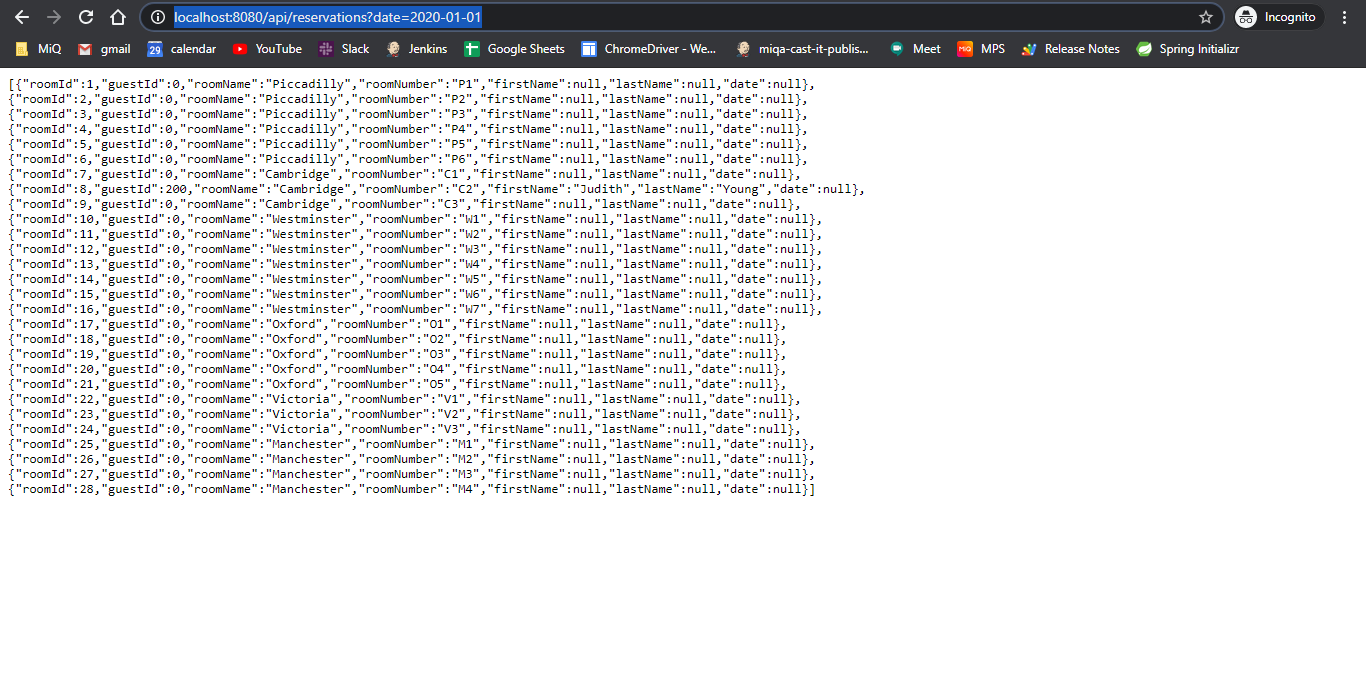 localhost:8080/api/reservations?date=2020-01-01 Incognito
MiQ gmail 29 calendar YouTube Slack Jenkins Google Sheets ChromeDriver - We... miqa-cast-it-publis... Meet MiQ MPS Release Notes Spring Initializr
[{"roomId":1,"guestId":0,"roomName":"Piccadilly","roomNumber":"P1","firstName":null,"lastName":null,"date":null},
{"roomId":2,"guestId":0,"roomName":"Piccadilly","roomNumber":"P2","firstName":null,"lastName":null,"date":null},
{"roomId":3,"guestId":0,"roomName":"Piccadilly","roomNumber":"P3","firstName":null,"lastName":null,"date":null},
{"roomId":4,"guestId":0,"roomName":"Piccadilly","roomNumber":"P4","firstName":null,"lastName":null,"date":null},
{"roomId":5,"guestId":0,"roomName":"Piccadilly","roomNumber":"P5","firstName":null,"lastName":null,"date":null},
{"roomId":6,"guestId":0,"roomName":"Piccadilly","roomNumber":"P6","firstName":null,"lastName":null,"date":null},
{"roomId":7,"guestId":0,"roomName":"Cambridge","roomNumber":"C1","firstName":null,"lastName":null,"date":null},
{"roomId":8,"guestId":200,"roomName":"Cambridge","roomNumber":"C2","firstName":"Judith","lastName":"Young","date":null},
{"roomId":9,"guestId":0,"roomName":"Cambridge","roomNumber":"C3","firstName":null,"lastName":null,"date":null},
{"roomId":10,"guestId":0,"roomName":"Westminster","roomNumber":"W1","firstName":null,"lastName":null,"date":null},
{"roomId":11,"guestId":0,"roomName":"Westminster","roomNumber":"W2","firstName":null,"lastName":null,"date":null},
{"roomId":12,"guestId":0,"roomName":"Westminster","roomNumber":"W3","firstName":null,"lastName":null,"date":null},
{"roomId":13,"guestId":0,"roomName":"Westminster","roomNumber":"W4","firstName":null,"lastName":null,"date":null},
{"roomId":14,"guestId":0,"roomName":"Westminster","roomNumber":"W5","firstName":null,"lastName":null,"date":null},
{"roomId":15,"guestId":0,"roomName":"Westminster","roomNumber":"W6","firstName":null,"lastName":null,"date":null},
{"roomId":16,"guestId":0,"roomName":"Westminster","roomNumber":"W7","firstName":null,"lastName":null,"date":null},
{"roomId":17,"guestId":0,"roomName":"Oxford","roomNumber":"O1","firstName":null,"lastName":null,"date":null},
{"roomId":18,"guestId":0,"roomName":"Oxford","roomNumber":"O2","firstName":null,"lastName":null,"date":null},
{"roomId":19,"guestId":0,"roomName":"Oxford","roomNumber":"O3","firstName":null,"lastName":null,"date":null},
{"roomId":20,"guestId":0,"roomName":"Oxford","roomNumber":"O4","firstName":null,"lastName":null,"date":null},
{"roomId":21,"guestId":0,"roomName":"Oxford","roomNumber":"O5","firstName":null,"lastName":null,"date":null},
{"roomId":22,"guestId":0,"roomName":"Victoria","roomNumber":"V1","firstName":null,"lastName":null,"date":null},
{"roomId":23,"guestId":0,"roomName":"Victoria","roomNumber":"V2","firstName":null,"lastName":null,"date":null},
{"roomId":24,"guestId":0,"roomName":"Victoria","roomNumber":"V3","firstName":null,"lastName":null,"date":null},
{"roomId":25,"guestId":0,"roomName":"Manchester","roomNumber":"M1","firstName":null,"lastName":null,"date":null},
{"roomId":26,"guestId":0,"roomName":"Manchester","roomNumber":"M2","firstName":null,"lastName":null,"date":null},
{"roomId":27,"guestId":0,"roomName":"Manchester","roomNumber":"M3","firstName":null,"lastName":null,"date":null},
{"roomId":28,"guestId":0,"roomName":"Manchester","roomNumber":"M4","firstName":null,"lastName":null,"date":null}]